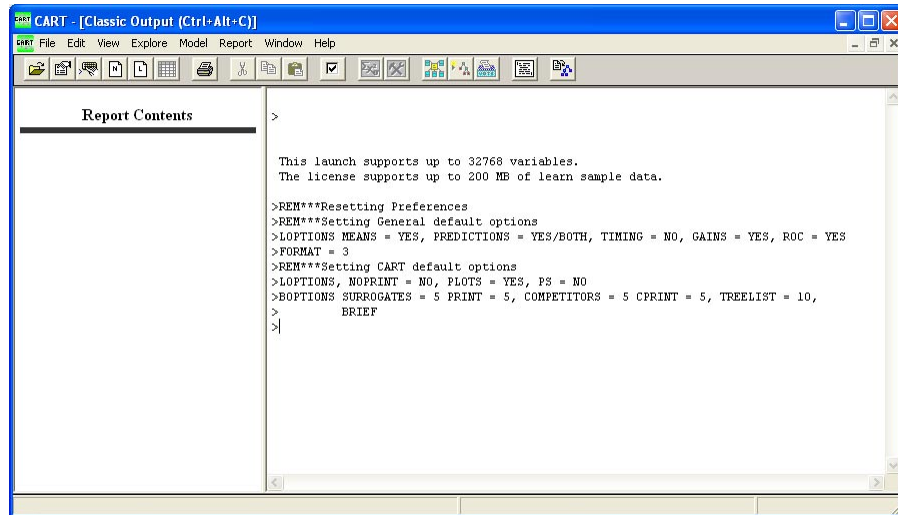 CART - [Classic Output (Ctrl+Alt+C)]
File Edit View Explore Model Report Window Help
Report Contents
>
This launch supports up to 32768 variables.
The license supports up to 200 MB of learn sample data.
>REM***Resetting Preferences
>REM***Setting General default options
>LOPTIONS MEANS = YES, PREDICTIONS = YES/BOTH, TIMING = NO, GAINS = YES, ROC = YES
>FORMAT = 3
>REM***Setting CART default options
>LOPTIONS, NOPRINT = NO, PLOTS = YES, PS = NO
>BOPTIONS SURROGATES = 5 PRINT = 5, COMPETITORS = 5 CPRINT = 5, TREELIST = 10,
> BRIEF
>